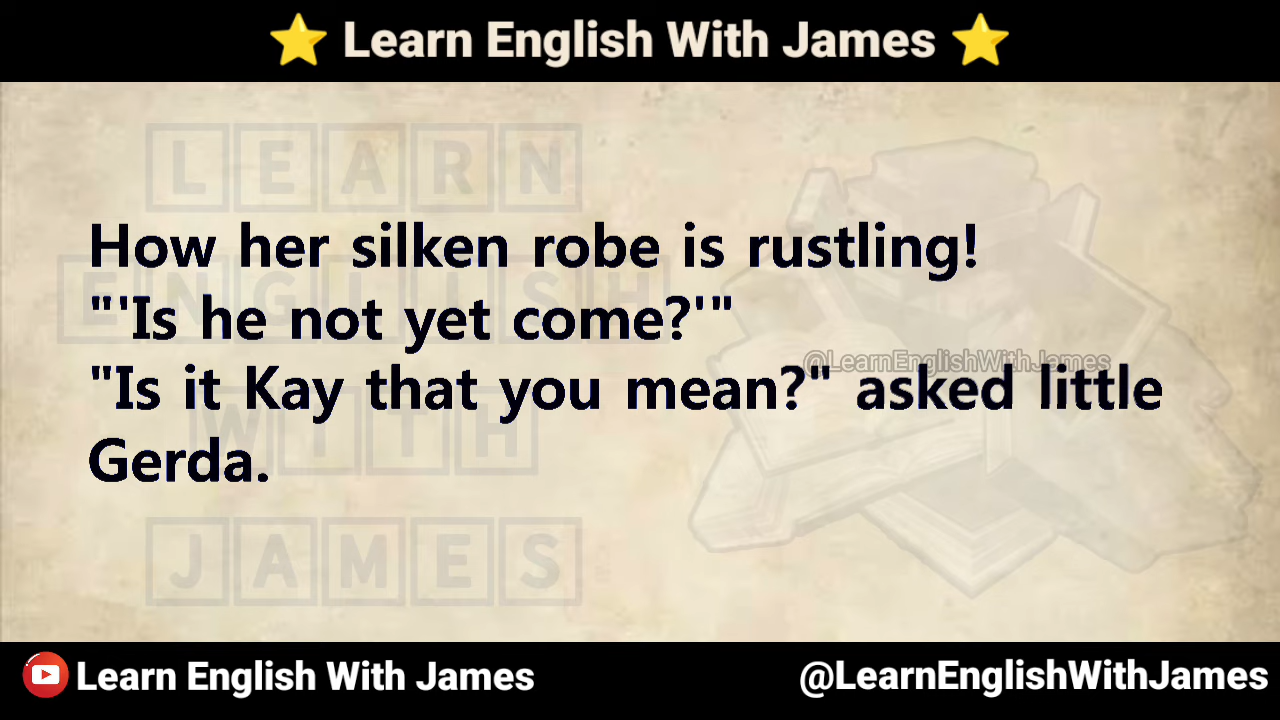 ⭐ Learn English With James ⭐
LEARN
How her silken robe is rustling!
ENGLISH
"'Is he not yet come?'"
@LearnEnglishWithJames
"Is it Kay that you mean?" asked little
WITH
Gerda.
JAMES
Learn English With James
@LearnEnglishWithJames